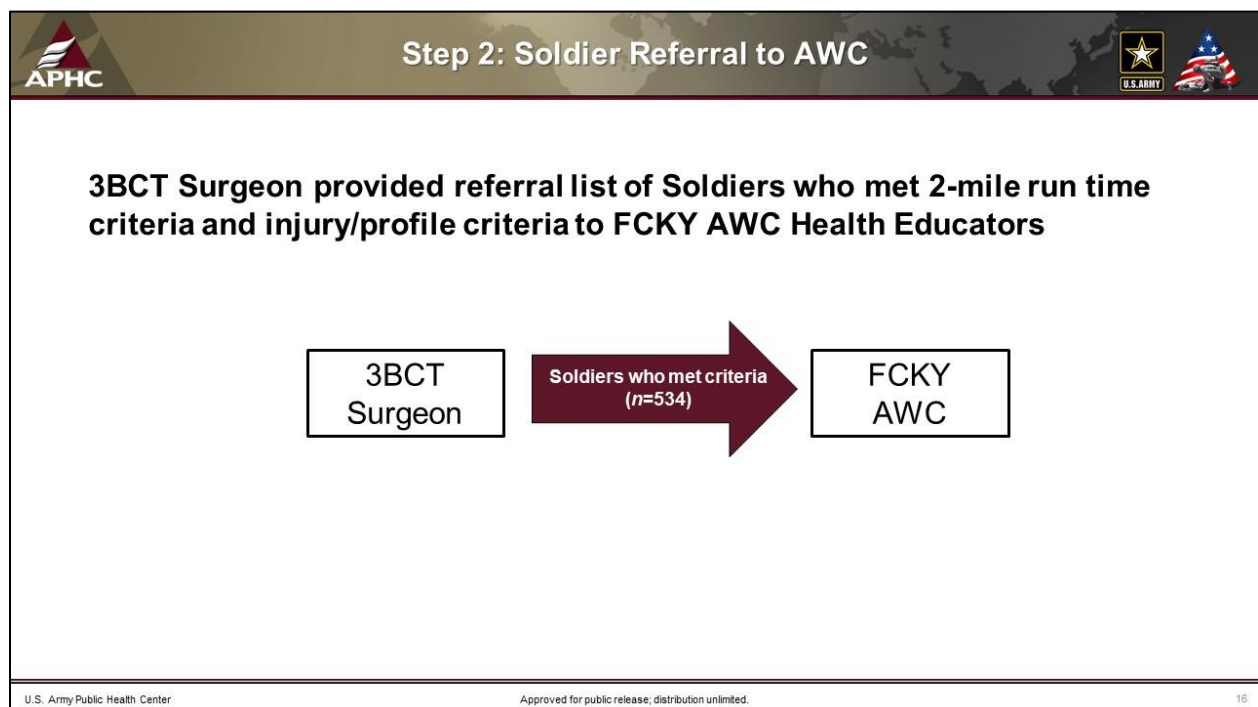 APHC
Step 2: Soldier Referral to AWC
U.S.ARMY
3BCT Surgeon provided referral list of Soldiers who met 2-mile run time
criteria and injury/profile criteria to FCKY AWC Health Educators
3BCT
Surgeon
Soldiers who met criteria
(n=534)
FCKY
AWC
U.S. Army Public Health Center
Approved for public release; distribution unlimited.
16